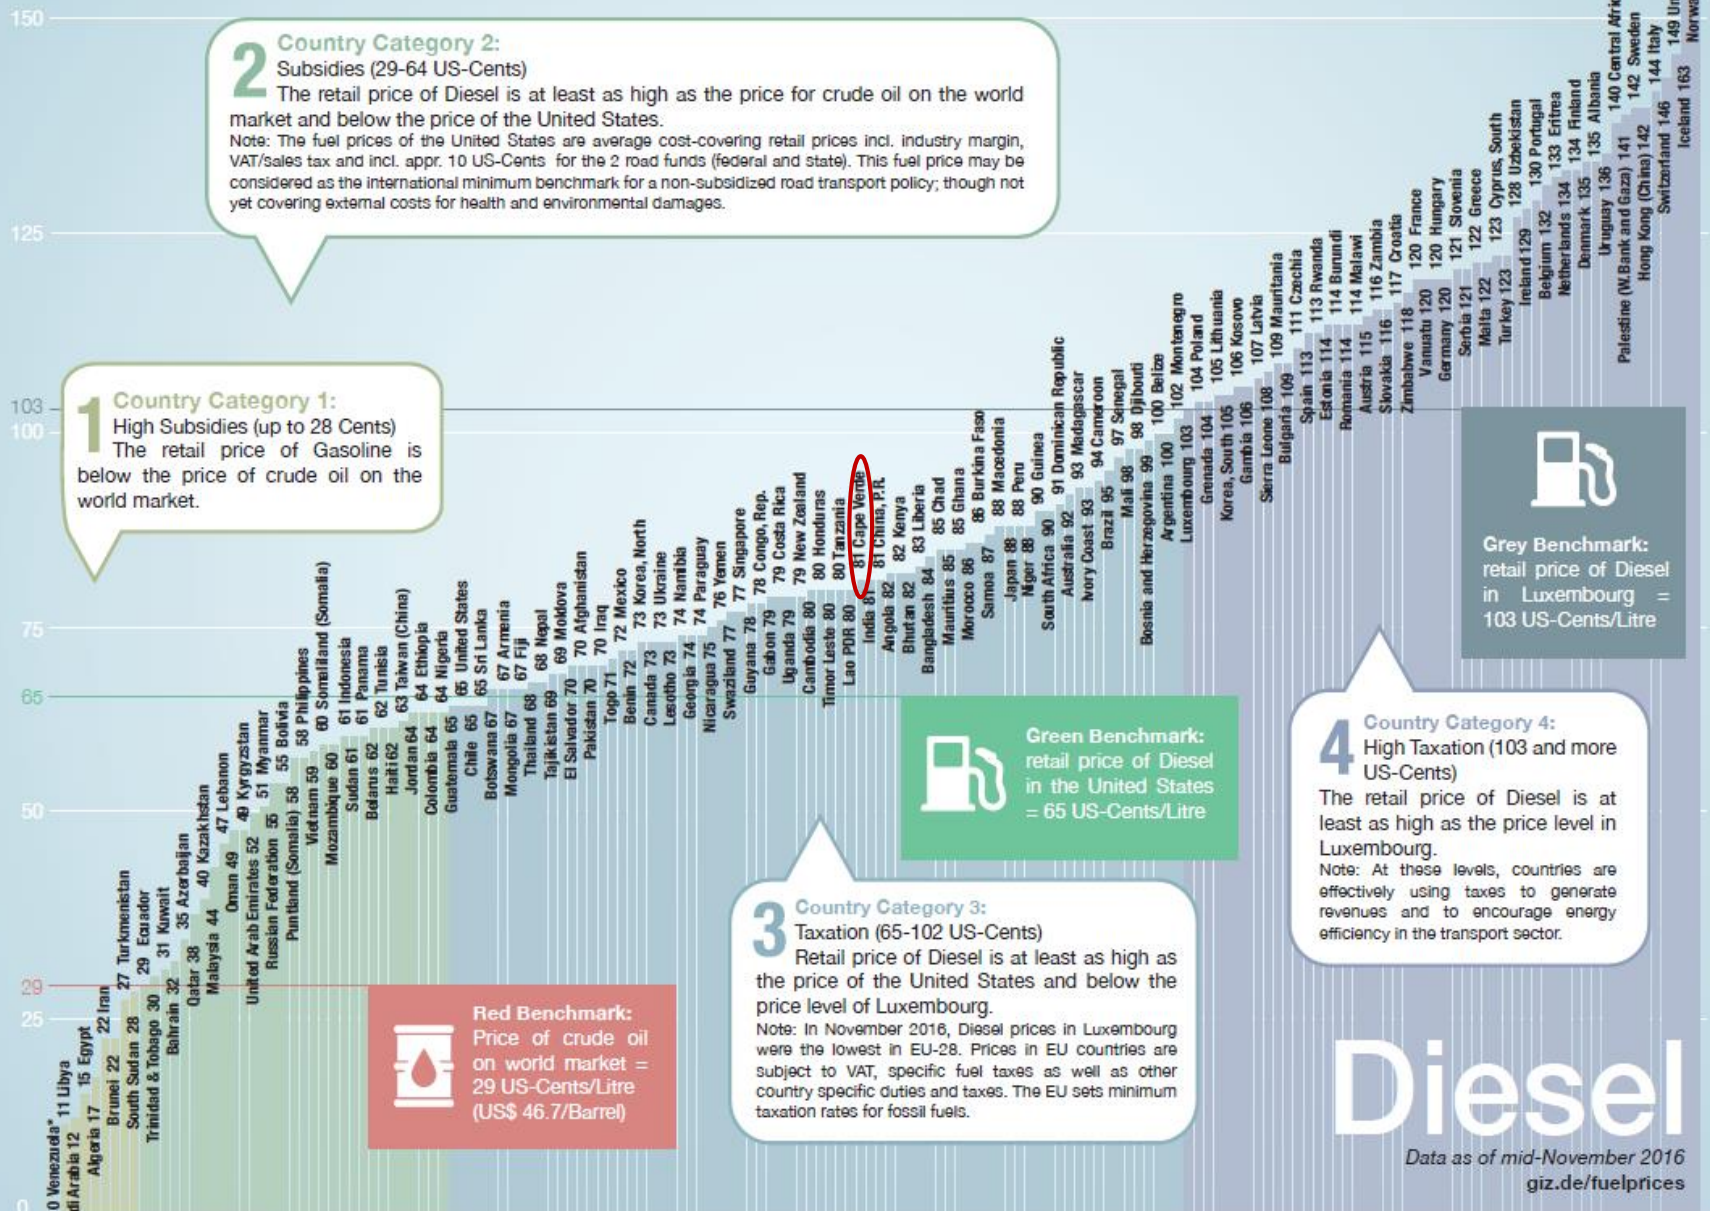 150
125
103
100
75
65
50
29
25
0
2
Country Category 2:
Subsidies (29-64 US-Cents)
The retail price of Diesel is at least as high as the price for crude oil on the world
market and below the price of the United States.
Note: The fuel prices of the United States are average cost-covering retail prices incl. industry margin,
VAT/sales tax and incl. appr. 10 US-Cents for the 2 road funds (federal and state). This fuel price may be
considered as the international minimum benchmark for a non-subsidized road transport policy; though not
yet covering external costs for health and environmental damages.
1
Country Category 1:
High Subsidies (up to 28 Cents)
The retail price of Gasoline is
below the price of crude oil on the
world market.
0 Venezuela*
Arabia 12
11 Libya
15 Egypt
Algeria 17
22 Iran
Brunei 22
27 Turkmenistan
South Sudan 28
29 Ecuador
Trinidad & Tobago 30
31 Kuwait
Bahrain 32
35 Azerbaijan
Qatar 38
40 Kazakhstan
Malaysia 44
47 Lebanon
Oman 49
49 Kyrgyzstan
United Arab Emirates 52
51 Myanmar
Russian Federation 55
55 Bolivia
Puntland (Somalia) 58
58 Philippines
Vietnam 59
60 Somaliland (Somalia)
Mozambique 60
61 Indonesia
Sudan 61
61 Panama
Belarus 62
62 Tunisia
Haiti 62
63 Taiwan (China)
Jordan 64
64 Ethiopia
Colombia 64
64 Nigeria
Guatemala 65
65 United States
Chile 65
65 Sri Lanka
Botswana 67
67 Armenia
Mongolia 67
67 Fiji
Thailand 68
68 Nepal
Tajikistan 69
69 Moldova
El Salvador 70
70 Afghanistan
Pakistan 70
70 Iraq
Togo 71
72 Mexico
Benin 72
73 Korea, North
Canada 73
73 Ukraine
Lesotho 73
74 Namibia
Georgia 74
74 Paraguay
Nicaragua 75
76 Yemen
Swaziland 77
77 Singapore
Guyana 78
78 Congo, Rep.
Gabon 79
79 Costa Rica
Uganda 79
79 New Zealand
Cambodia 80
80 Honduras
Timor Leste 80
80 Tanzania
Lao PDR 80
81 Cape Verde
India 81
81 China, P.R.
Angola 82
82 Kenya
Bhutan 82
83 Liberia
Bangladesh 84
85 Chad
Mauritius 85
85 Ghana
Morocco 86
86 Burkina Faso
Samoa 87
88 Macedonia
Japan 88
88 Peru
Niger 88
90 Guinea
South Africa 90
91 Dominican Republic
Australia 92
93 Madagascar
Ivory Coast 93
94 Cameroon
Brazil 95
97 Senegal
Mali 98
98 Djibouti
Bosnia and Herzegovina 99
100 Belize
Argentina 100
102 Montenegro
Luxembourg 103
104 Poland
Grenada 104
105 Lithuania
Korea, South 105
106 Kosovo
Gambia 106
107 Latvia
Sierra Leone 108
109 Mauritania
Bulgaria 109
111 Czechia
Spain 113
113 Rwanda
Estonia 114
114 Burundi
Romania 114
114 Malawi
Austria 115
116 Zambia
Slovakia 116
117 Croatia
Zimbabwe 118
120 France
Vanuatu 120
120 Hungary
Germany 120
121 Slovenia
Serbia 121
122 Greece
Malta 122
123 Cyprus, South
Turkey 123
128 Uzbekistan
Ireland 129
130 Portugal
Belgium 132
133 Eritrea
Netherlands 134
134 Finland
Denmark 135
135 Albania
Uruguay 136
140 Central
Palestine (W.Bank and Gaza) 141
142 Sweden
Hong Kong (China) 142
144 Italy
Switzerland 146
149
Iceland 163
Grey Benchmark:
retail price of Diesel
in Luxembourg =
103 US-Cents/Litre
Green Benchmark:
retail price of Diesel
in the United States
= 65 US-Cents/Litre
4
Country Category 4:
High Taxation (103 and more
US-Cents)
The retail price of Diesel is at
least as high as the price level in
Luxembourg.
Note: At these levels, countries are
effectively using taxes to generate
revenues and to encourage energy
efficiency in the transport sector.
3
Country Category 3:
Taxation (65-102 US-Cents)
Retail price of Diesel is at least as high as
the price of the United States and below the
price level of Luxembourg.
Note: In November 2016, Diesel prices in Luxembourg
were the lowest in EU-28. Prices in EU countries are
subject to VAT, specific fuel taxes as well as other
country specific duties and taxes. The EU sets minimum
taxation rates for fossil fuels.
Red Benchmark:
Price of crude oil
on world market =
29 US-Cents/Litre
(US$ 46.7/Barrel)
Diesel
Data as of mid-November 2016
giz.de/fuelprices